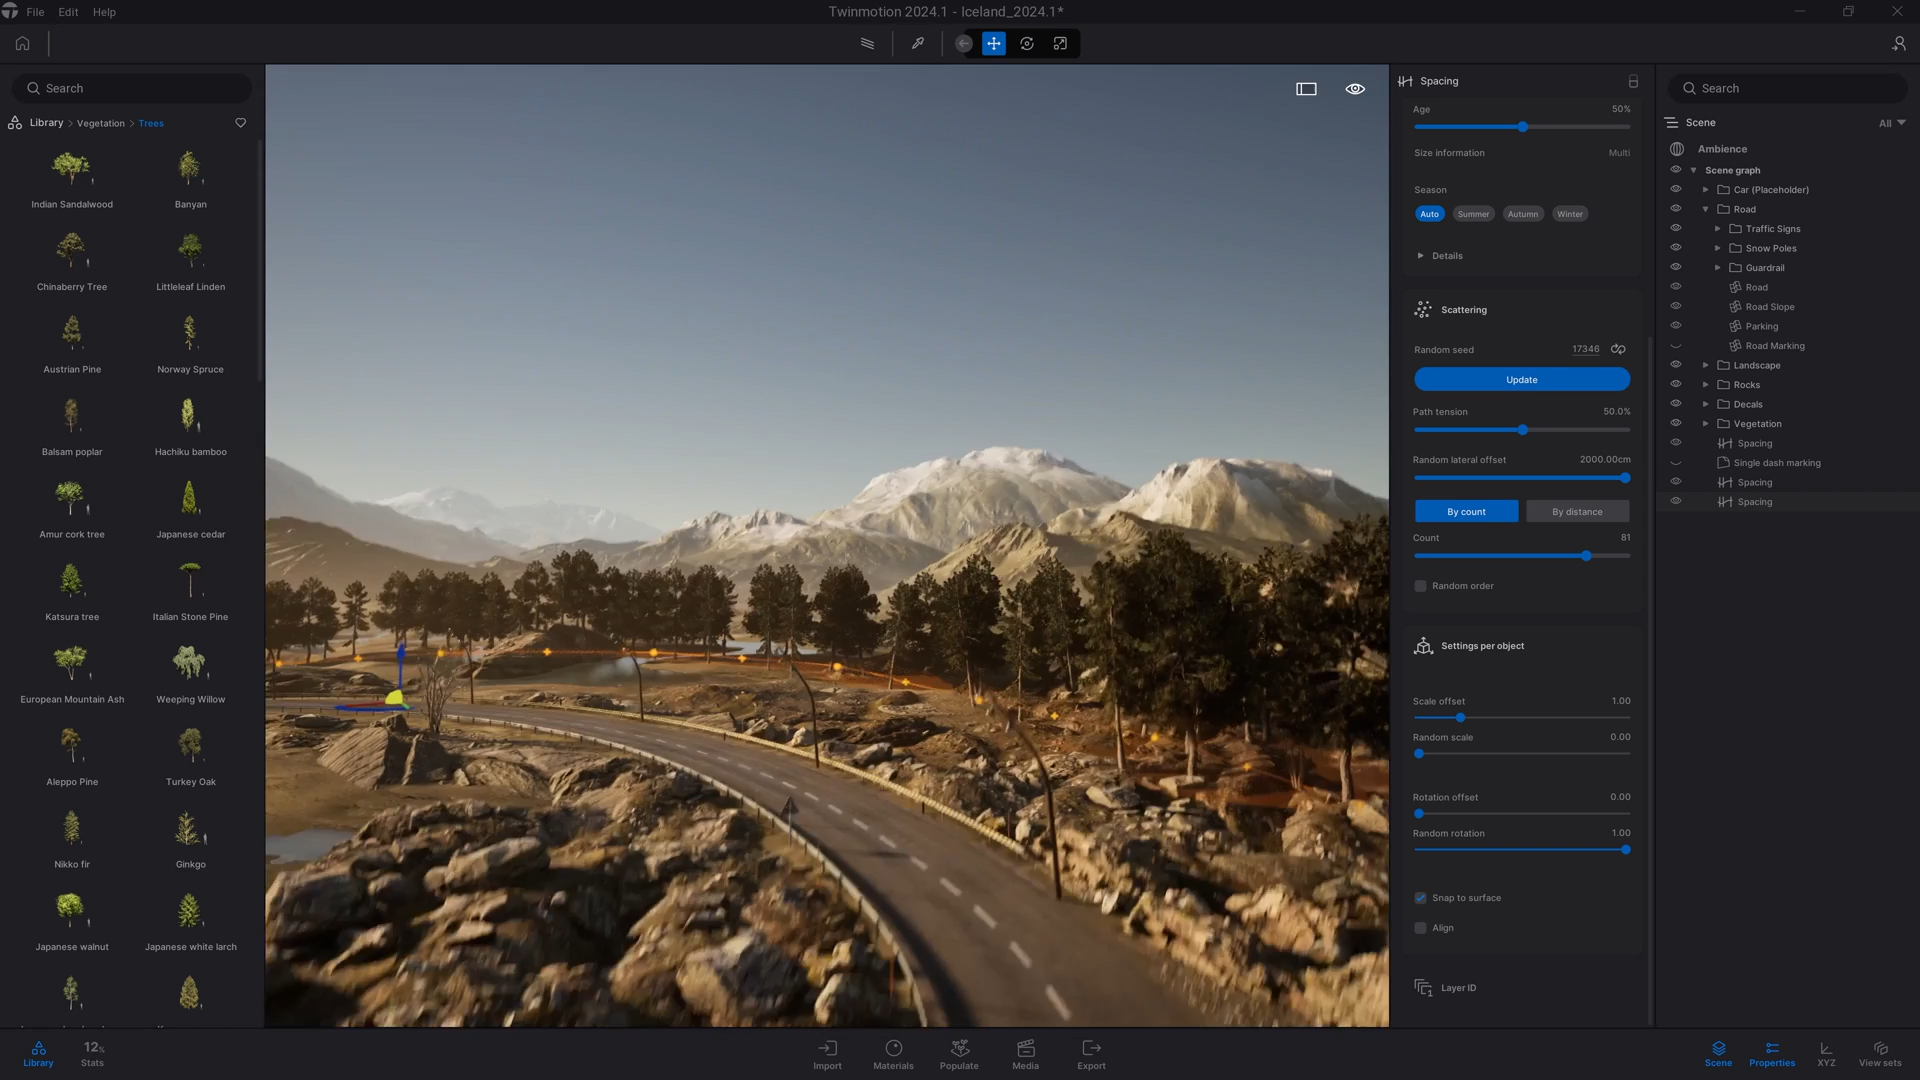 File Edit Help
Twinmotion 2024.1 - Iceland_2024.1*
Search
Library > Vegetation > Trees
Indian Sandalwood
Banyan
Chinaberry Tree
Littleleaf Linden
Austrian Pine
Norway Spruce
Balsam poplar
Hachiku bamboo
Amur cork tree
Japanese cedar
Katsura tree
Italian Stone Pine
European Mountain Ash
Weeping Willow
Aleppo Pine
Turkey Oak
Nikko fir
Ginkgo
Japanese walnut
Japanese white larch
Spacing
Age 50%
Size information Multi
Season
Auto Summer Autumn Winter
Details
Scattering
Random seed 17346
Update
Path tension 50.0%
Random lateral offset 2000.00cm
By count By distance
Count 81
Random order
Settings per object
Scale offset 1.00
Random scale 0.00
Rotation offset 0.00
Random rotation 1.00
Snap to surface
Align
1 Layer ID
Search
Scene All
Ambience
Scene graph
Car (Placeholder)
Road
Traffic Signs
Snow Poles
Guardrail
Road
Road Slope
Parking
Road Marking
Landscape
Rocks
Decals
Vegetation
Spacing
Single dash marking
Spacing
Spacing
Library
12%
Stats
Import
Materials
Populate
Media
Export
Scene
Properties
XYZ
View sets